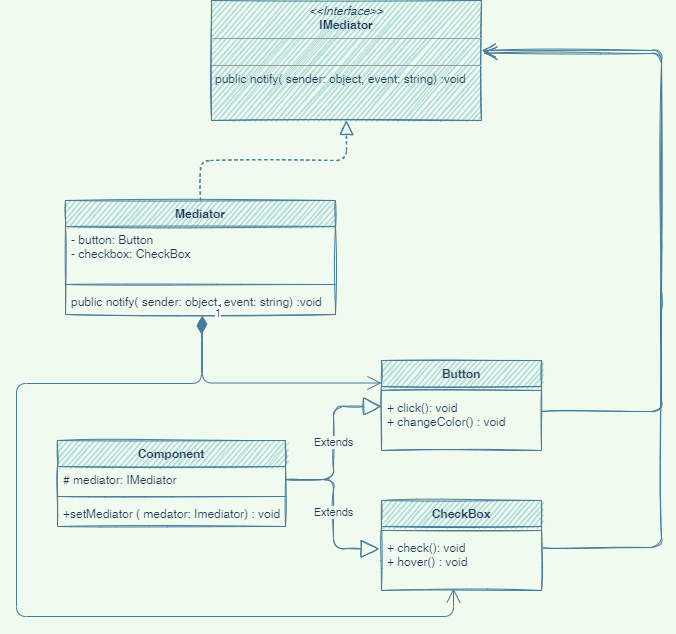 <<Interface>>
IMediator
public notify( sender: object, event: string) :void
Mediator
- button: Button
- checkbox: CheckBox
public notify( sender: object, event: string) :void
1
Button
+ click(): void
+ changeColor() : void
Extends
Component
# mediator: IMediator
+setMediator ( medator: Imediator) : void
Extends
CheckBox
+ check(): void
+ hover() : void